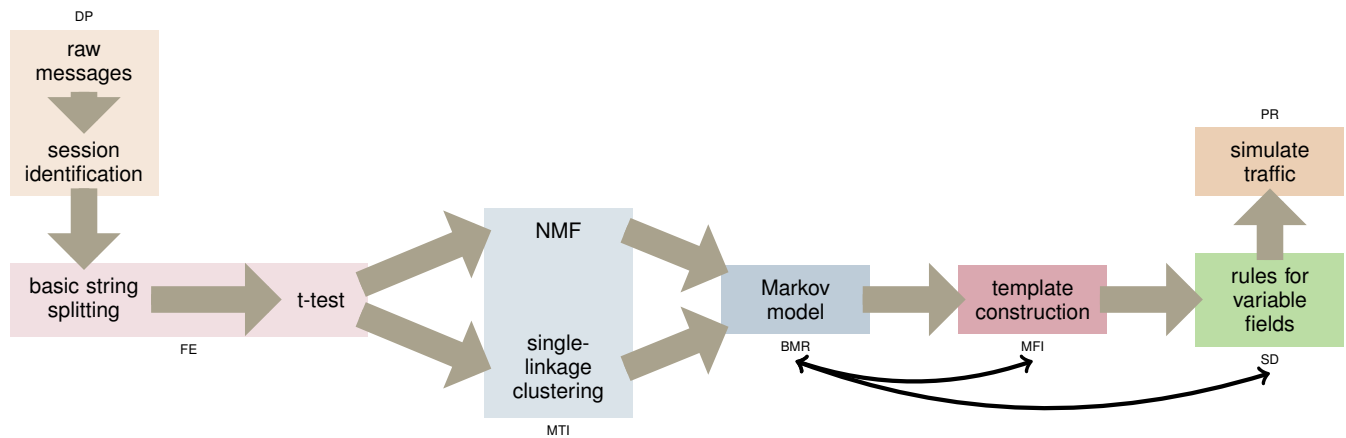 DP
raw
messages
session
identification
basic string
splitting
t-test
FE
NMF
single-
linkage
clustering
MTI
Markov
model
BMR
template
construction
MFI
PR
simulate
traffic
rules for
variable
fields
SD